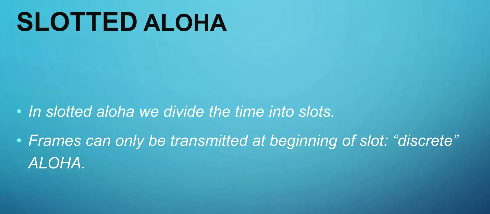 SLOTTED ALOHA
• In slotted aloha we divide the time into slots.
• Frames can only be transmitted at beginning of slot: “discrete”
ALOHA.